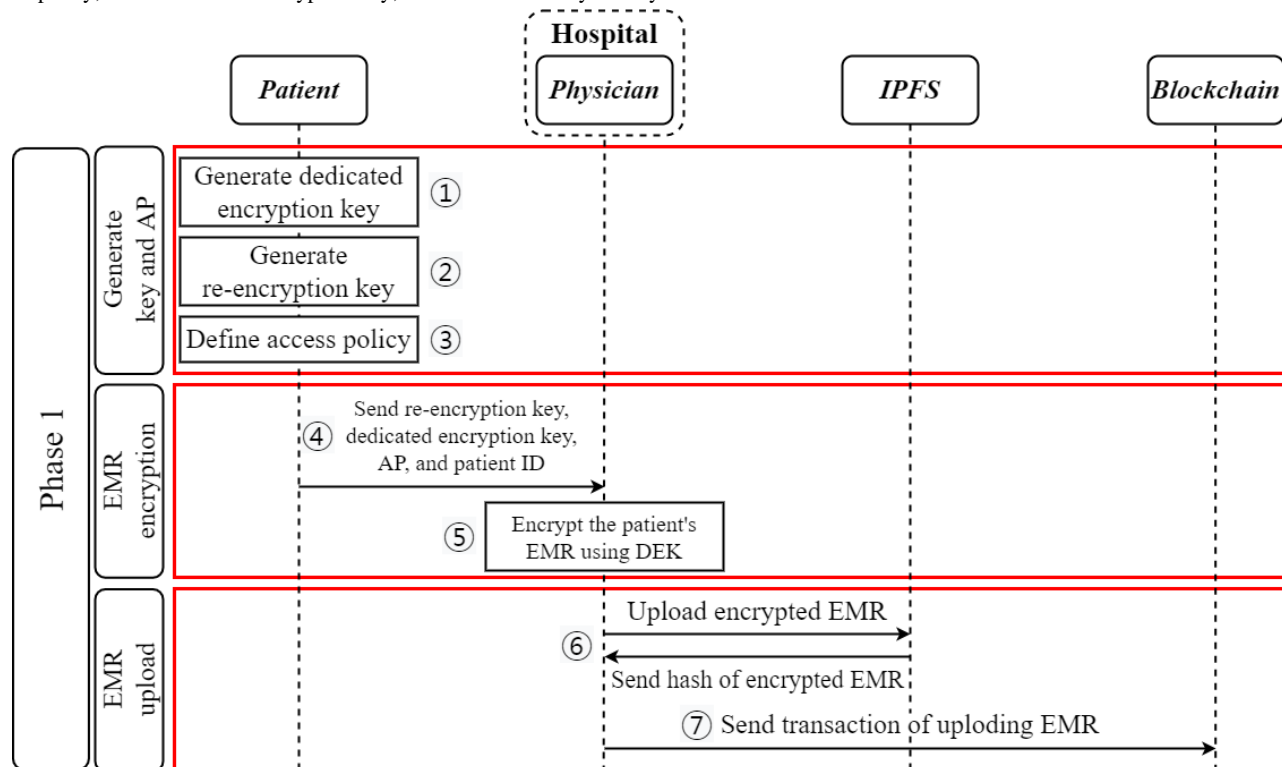 Hospital
Patient
Physician
IPFS
Blockchain
Phase 1
Generate
key and AP
Generate dedicated
encryption key
①
Generate
re-encryption key
②
Define access policy
③
EMR
encryption
④
Send re-encryption key,
dedicated encryption key,
AP, and patient ID
⑤
Encrypt the patient's
EMR using DEK
EMR
upload
Upload encrypted EMR
⑥
Send hash of encrypted EMR
⑦ Send transaction of uploding EMR